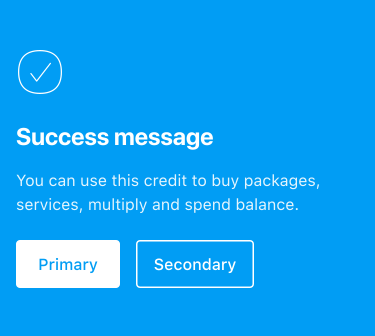 Success message
You can use this credit to buy packages,
services, multiply and spend balance.
Primary
Secondary